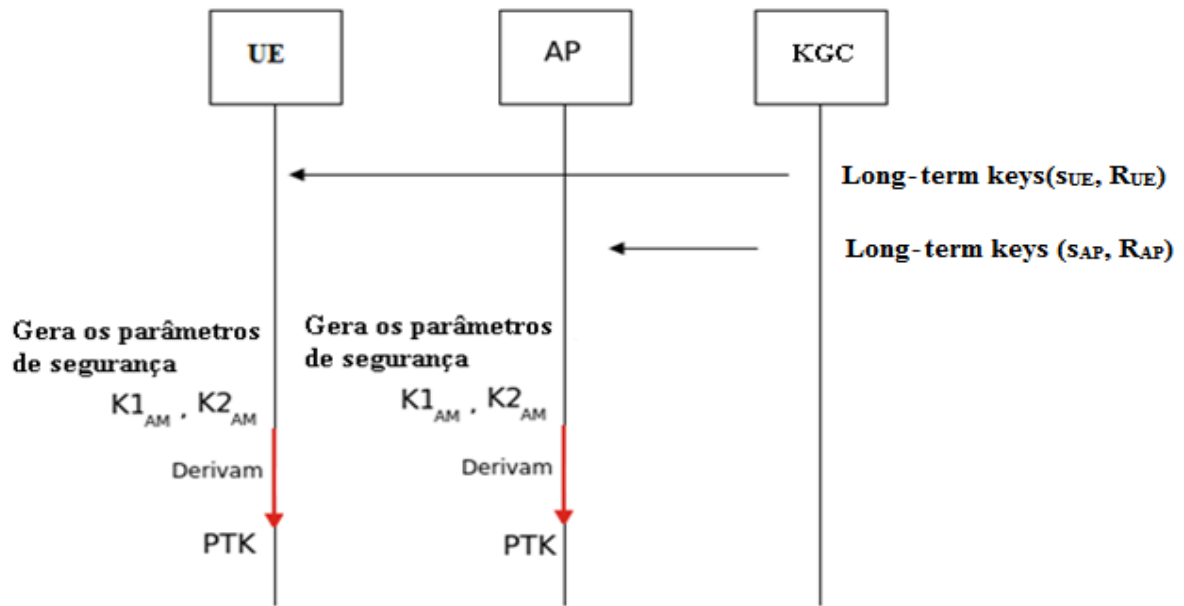 UE
AP
KGC
Long-term keys(sUE, RUE)
Long-term keys (sAP, RAP)
Gera os parâmetros
de segurança
K1AM , K2AM
Derivam
PTK
Gera os parâmetros
de segurança
K1AM , K2AM
Derivam
PTK